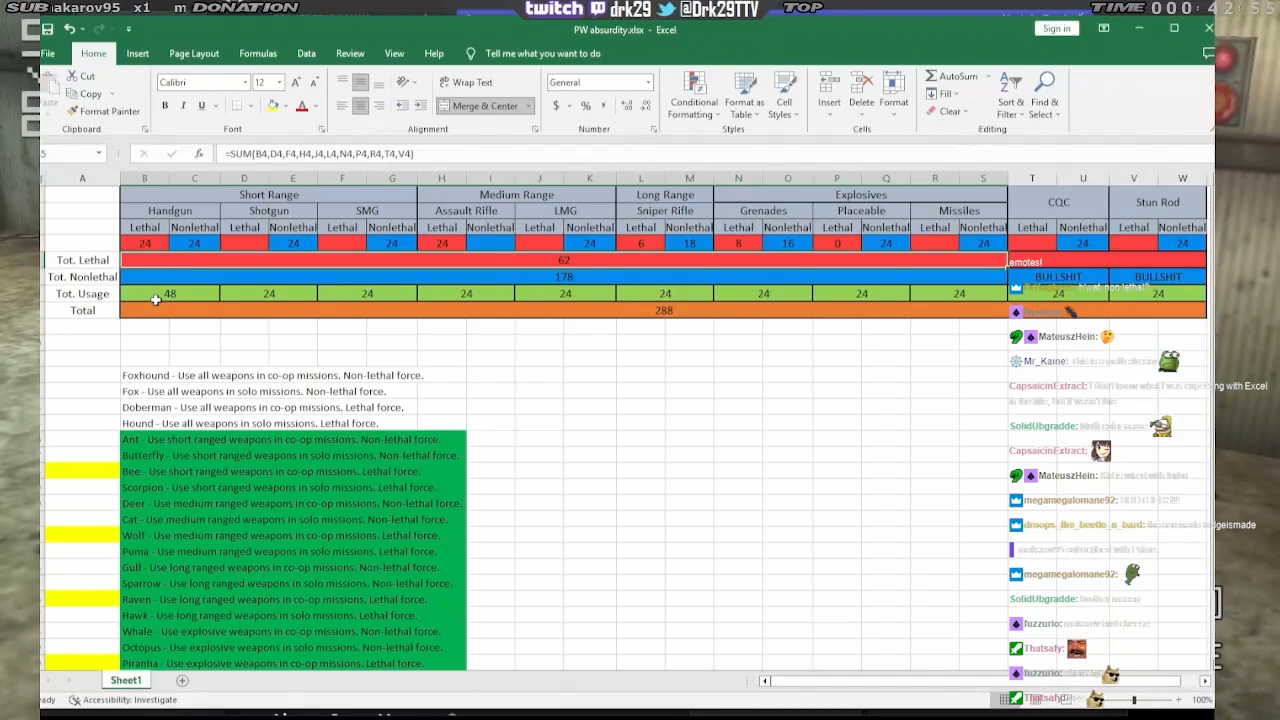 SUB akarov95 x1 m DONATION twitch drk29 @Drk29TTV TOP TIME 000:42:55
PW absurdity.xlsx - Excel
Sign in
File Home Insert Page Layout Formulas Data Review View Help Tell me what you want to do
Cut
Copy
Format Painter
Clipboard
Calibri 12
B I U
Font
Wrap Text
Merge & Center
Alignment
General
$ % ,
Number
Conditional Formatting
Format as Table
Cell Styles
Styles
Insert Delete Format
Cells
AutoSum
Fill
Clear
Sort & Filter
Find & Select
Editing
5 fx =SUM(B4,D4,F4,H4,J4,L4,N4,P4,R4,T4,V4)
A B C D E F G H I J K L M N O P Q R S T U V W
Short Range Medium Range Long Range Explosives CQC Stun Rod
Handgun Shotgun SMG Assault Rifle LMG Sniper Rifle Grenades Placeable Missiles
Lethal Nonlethal Lethal Nonlethal Lethal Nonlethal Lethal Nonlethal Lethal Nonlethal Lethal Nonlethal Lethal Nonlethal Lethal Nonlethal Lethal Nonlethal Lethal Nonlethal Lethal Nonlethal
24 24 24 24 24 24 6 18 8 16 0 24 24 24 24
Tot. Lethal 62
emotes!
Tot. Nonlethal 178 BULLSHIT BULLSHIT
Tot. Usage 48 24 24 24 24 24 24 24 24 24 24
Total 288
Foxhound - Use all weapons in co-op missions. Non-lethal force.
Fox - Use all weapons in solo missions. Non-lethal force.
Doberman - Use all weapons in co-op missions. Lethal force.
Hound - Use all weapons in solo missions. Lethal force.
Ant - Use short ranged weapons in co-op missions. Non-lethal force.
Butterfly - Use short ranged weapons in solo missions. Non-lethal force.
Bee - Use short ranged weapons in co-op missions. Lethal force.
Scorpion - Use short ranged weapons in solo missions. Lethal force.
Deer - Use medium ranged weapons in co-op missions. Non-lethal force.
Cat - Use medium ranged weapons in solo missions. Nonlethal force.
Wolf - Use medium ranged weapons in co-op missions. Lethal force.
Puma - Use medium ranged weapons in solo missions. Lethal force.
Gull - Use long ranged weapons in co-op missions. Nonlethal force.
Sparrow - Use long ranged weapons in solo missions. Nonlethal force.
Raven - Use long ranged weapons in co-op missions. Lethal force.
Hawk - Use long ranged weapons in solo missions. Lethal force.
Whale - Use explosive weapons in co-op missions. Non-lethal force.
Octopus - Use explosive weapons in solo missions. Non-lethal force.
Piranha - Use explosive weapons in co-op missions. Lethal force.
non lethal?
MateuszHein:
Mr_Kaine:
CapsaicinExtract: with Excel
SolidUbgradde:
CapsaicinExtract:
MateuszHein:
megamegalomane92:
droops_the_beetle_a_bard:
megamegalomane92:
SolidUbgradde:
fuzzurio:
Thatsafy:
fuzzurio:
Thatsafy:
Sheet1
Accessibility: Investigate
100%